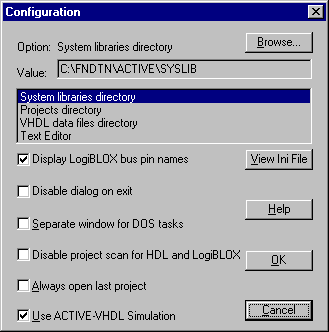 Configuration
Option: System libraries directory
Browse...
Value: C:\FNDTN\ACTIVE\SYSLIB
System libraries directory
Projects directory
VHDL data files directory
Text Editor
Display LogiBLOX bus pin names
View Ini File
Disable dialog on exit
Help
Separate window for DOS tasks
Disable project scan for HDL and LogiBLOX
OK
Always open last project
Cancel
Use ACTIVE-VHDL Simulation